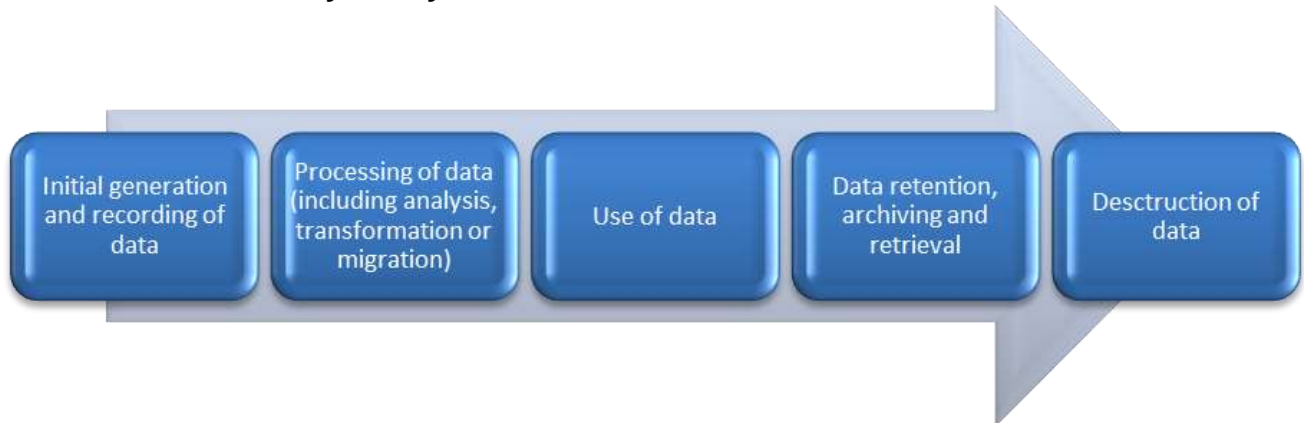 Initial generation
and recording of
data
Processing of data
(including analysis,
transformation or
migration)
Use of data
Data retention,
archiving and
retrieval
Desctruction of
data